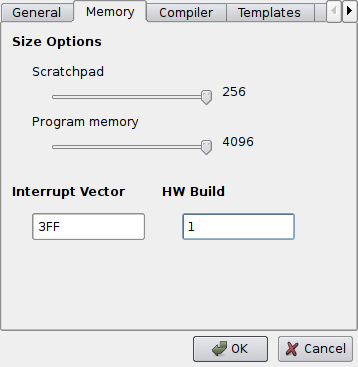 General Memory Compiler Templates
Size Options
Scratchpad
256
Program memory
4096
Interrupt Vector HW Build
3FF 1
OK Cancel